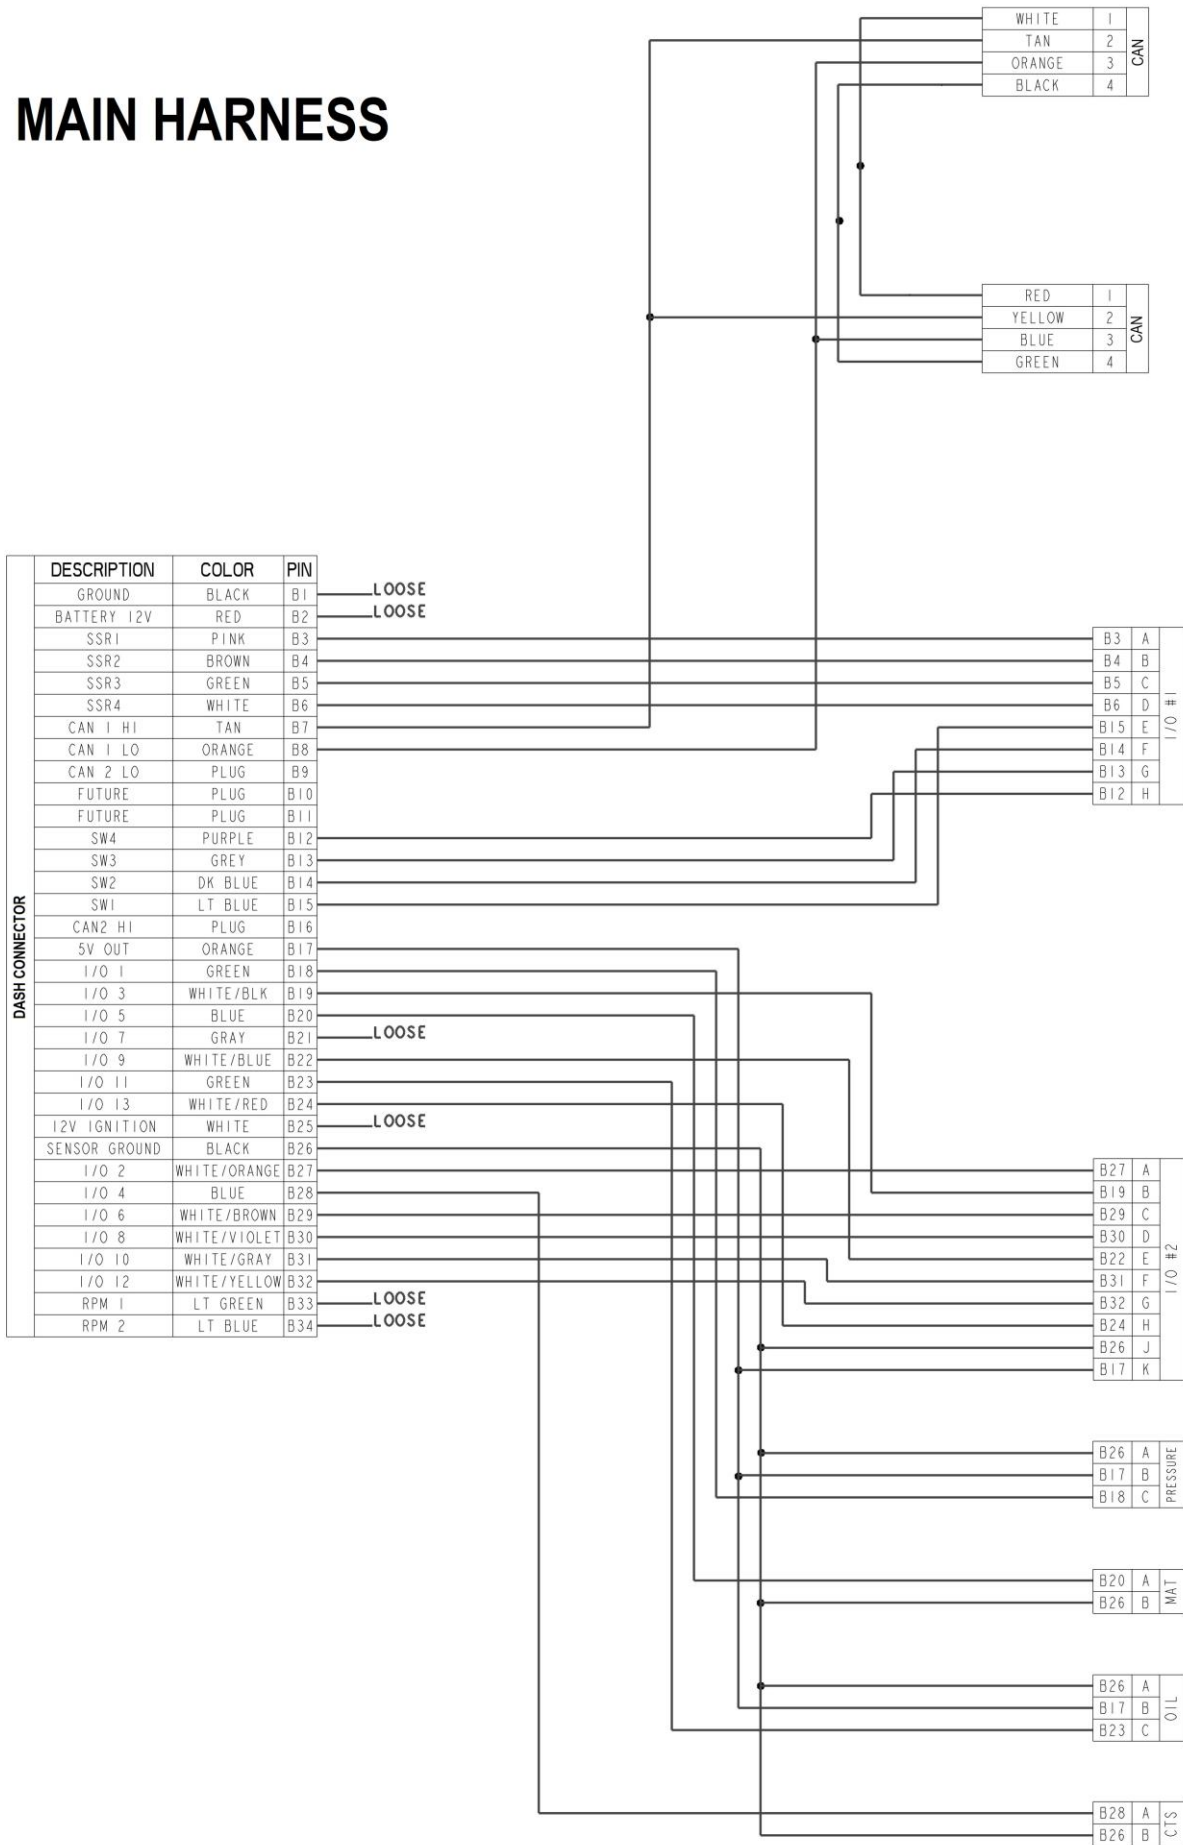 WHITE 1
TAN 2
ORANGE 3
BLACK 4
CAN
MAIN HARNESS
RED 1
YELLOW 2
BLUE 3
GREEN 4
CAN
DASH CONNECTOR
DESCRIPTION COLOR PIN
GROUND BLACK B1 LOOSE
BATTERY 12V RED B2 LOOSE
SSR1 PINK B3
SSR2 BROWN B4
SSR3 GREEN B5
SSR4 WHITE B6
CAN 1 HI TAN B7
CAN 1 LO ORANGE B8
CAN 2 LO PLUG B9
FUTURE PLUG B10
FUTURE PLUG B11
SW4 PURPLE B12
SW3 GREY B13
SW2 DK BLUE B14
SW1 LT BLUE B15
CAN2 HI PLUG B16
5V OUT ORANGE B17
I/O 1 GREEN B18
I/O 3 WHITE/BLK B19
I/O 5 BLUE B20
I/O 7 GRAY B21 LOOSE
I/O 9 WHITE/BLUE B22
I/O 11 GREEN B23
I/O 13 WHITE/RED B24
12V IGNITION WHITE B25 LOOSE
SENSOR GROUND BLACK B26
I/O 2 WHITE/ORANGE B27
I/O 4 BLUE B28
I/O 6 WHITE/BROWN B29
I/O 8 WHITE/VIOLET B30
I/O 10 WHITE/GRAY B31
I/O 12 WHITE/YELLOW B32
RPM 1 LT GREEN B33 LOOSE
RPM 2 LT BLUE B34 LOOSE
B3 A
B4 B
B5 C
B6 D
B15 E
B14 F
B13 G
B12 H
I/O #1
B27 A
B19 B
B29 C
B30 D
B22 E
B31 F
B32 G
B24 H
B26 J
B17 K
I/O #2
B26 A
B17 B
B18 C
PRESSURE
B20 A
B26 B
MAT
B26 A
B17 B
B23 C
OIL
B28 A
B26 B
CTS